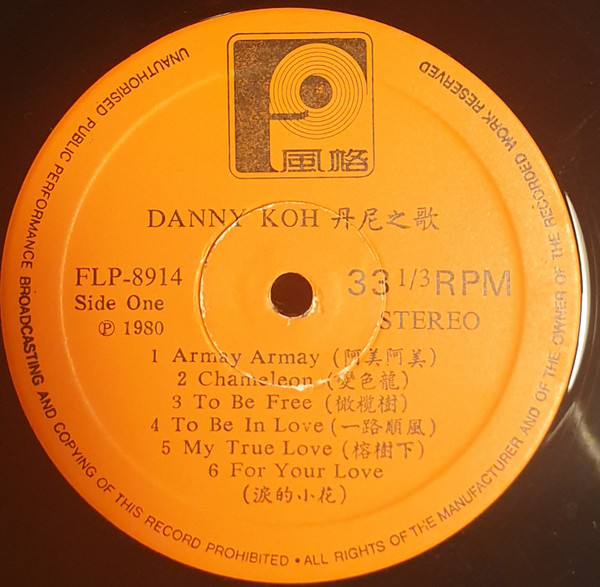 風格
DANNY KOH 丹尼之歌
FLP-8914
Side One
℗ 1980
33 1/3 RPM
STEREO
1 Armay Armay (阿美阿美)
2 Chameleon (變色龍)
3 To Be Free (橄欖樹)
4 To Be In Love (一路順風)
5 My True Love (榕樹下)
6 For Your Love
(淚的小花)
UNAUTHORISED PUBLIC PERFORMANCE BROADCASTING AND COPYING OF THIS RECORD PROHIBITED • ALL RIGHTS OF THE MANUFACTURER AND OF THE OWNER OF THE RECORDED WORK RESERVED